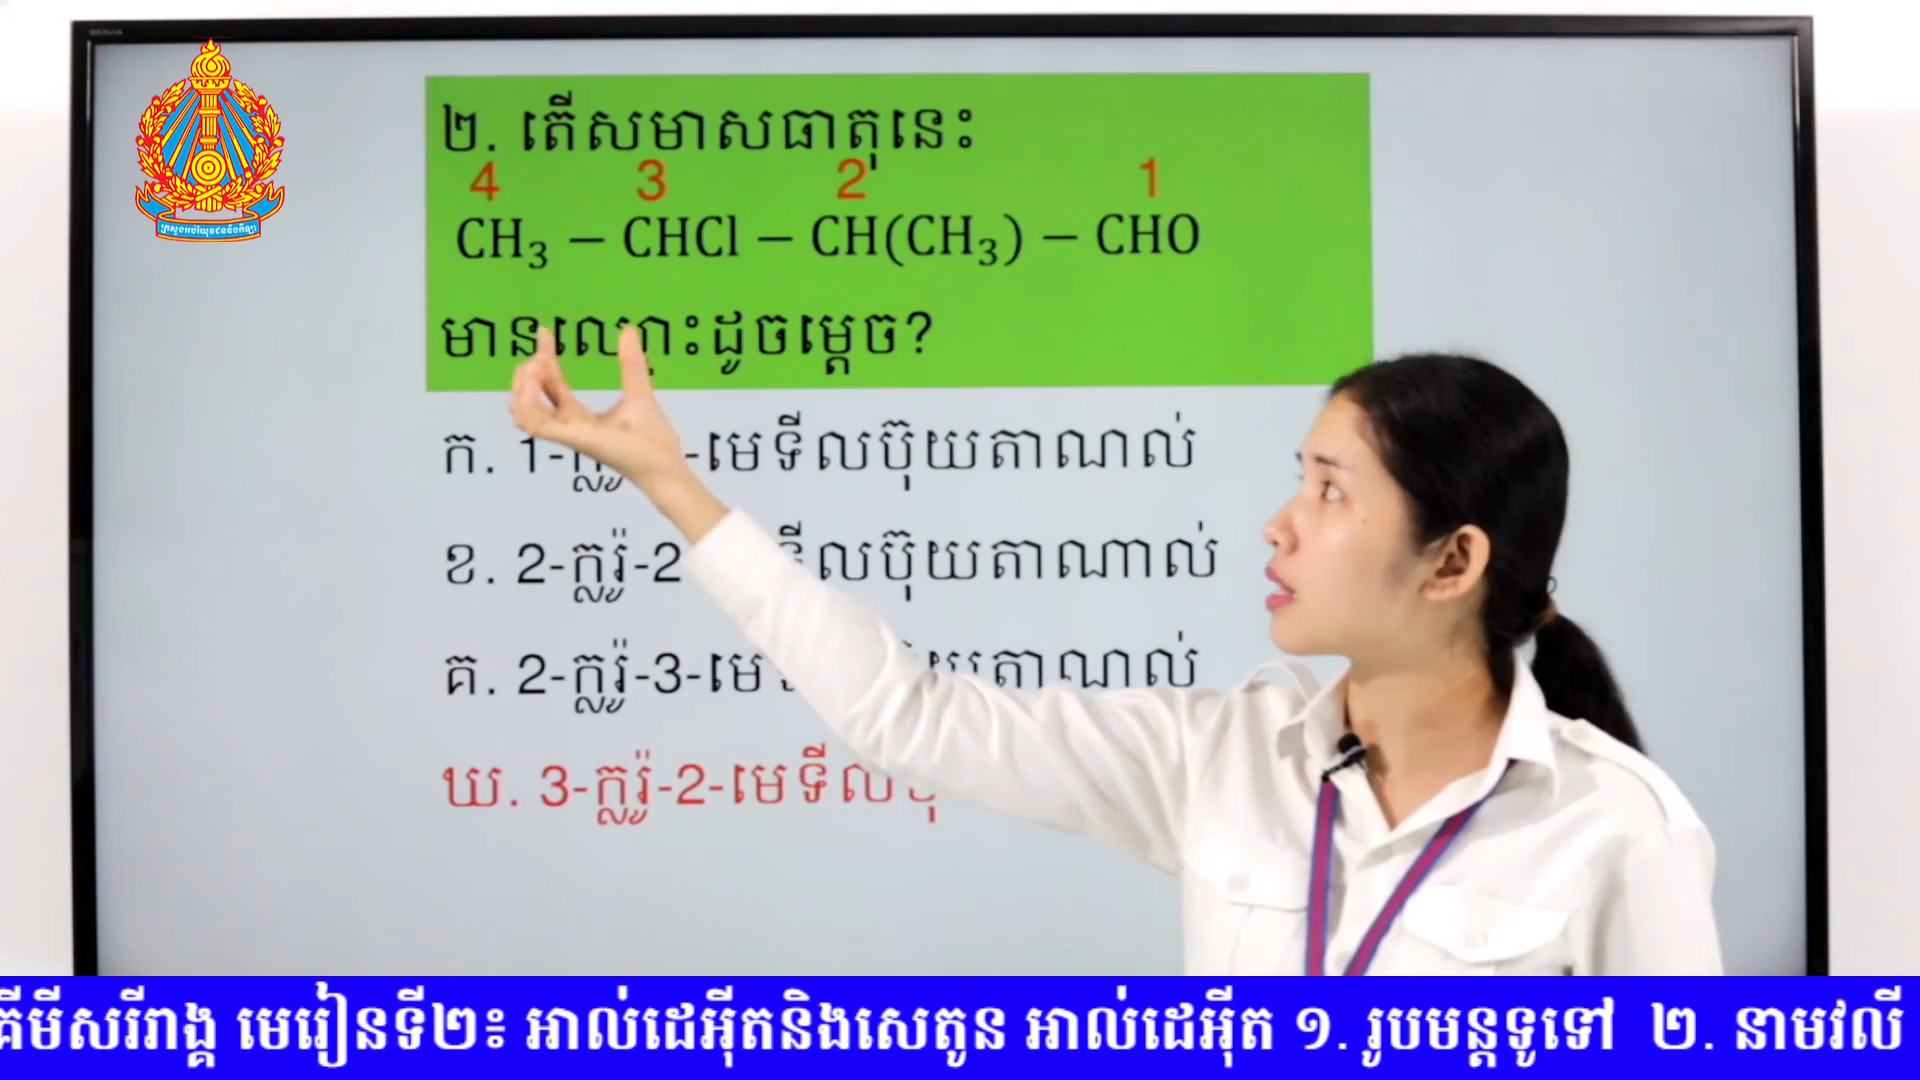 ២. តើសមាសធាតុនេះ
4 3 2 1
CH₃ − CHCl − CH(CH₃) − CHO
មានឈ្មោះដូចម្ដេច?
ក. 1-ក្លរ៉ូ -មេទីលប៊ុយតាណល់
ខ. 2-ក្លរ៉ូ-2 ប៊ុយតាណាល់
គ. 2-ក្លរ៉ូ-3-មេ
ឃ. 3-ក្លរ៉ូ-2-មេទីល
គីមីសរីរាង្គ មេរៀនទី២៖ អាល់ដេអ៊ីតនិងសេតូន អាល់ដេអ៊ីត ១. រូបមន្តទូទៅ ២. នាមវលី